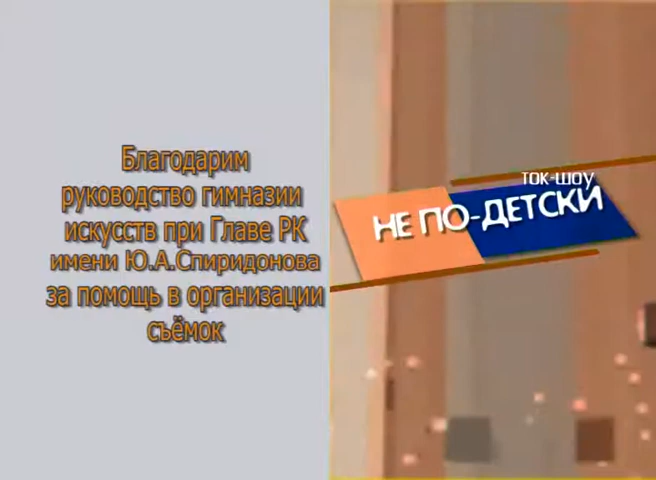 Благодарим
руководство гимназии
искусств при Главе РК
имени Ю.А.Спиридонова
за помощь в организации
съёмок
ТОК-ШОУ
НЕ ПО-ДЕТСКИ